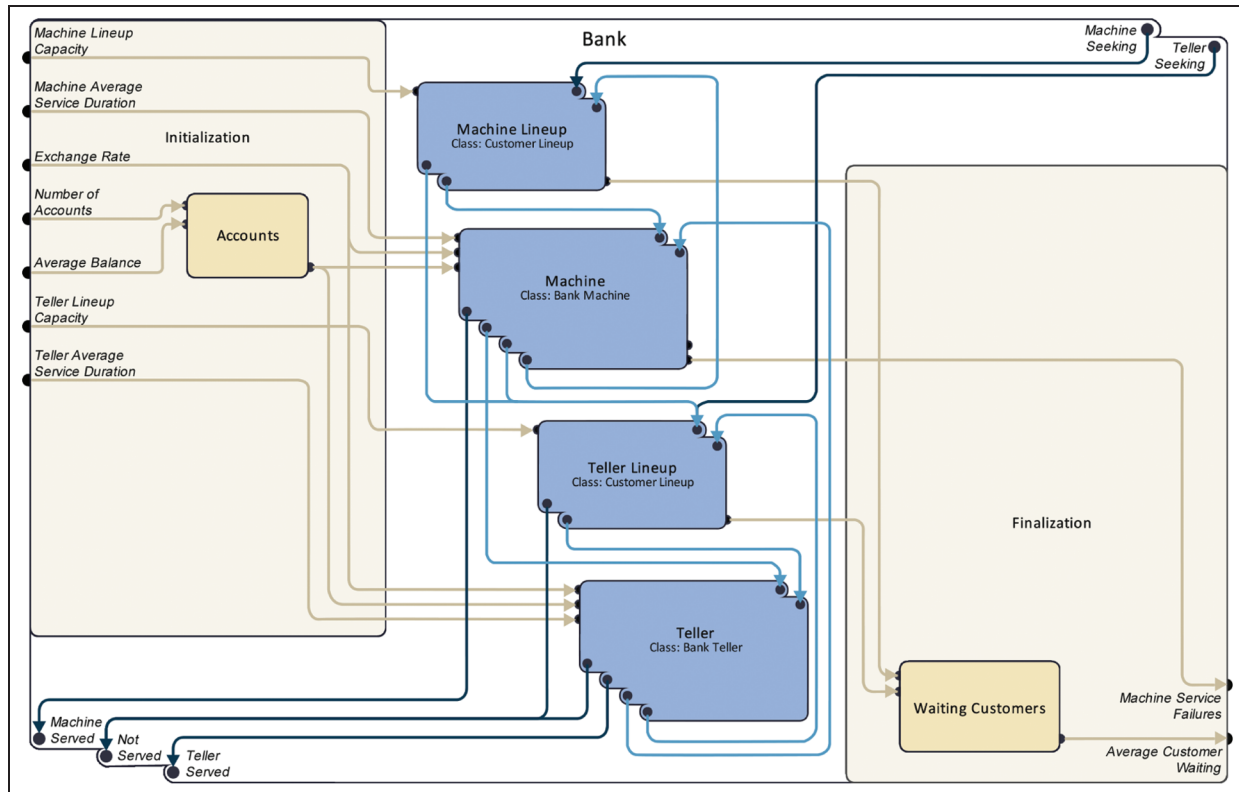 Bank
Machine
Seeking
Teller
Seeking
Machine Lineup
Capacity
Machine Average
Service Duration
Initialization
Exchange Rate
Number of
Accounts
Accounts
Average Balance
Teller Lineup
Capacity
Teller Average
Service Duration
Machine Lineup
Class: Customer Lineup
Machine
Class: Bank Machine
Teller Lineup
Class: Customer Lineup
Teller
Class: Bank Teller
Finalization
Waiting Customers
Machine Service
Failures
Average Customer
Waiting
Machine
Served
Not
Served
Teller
Served